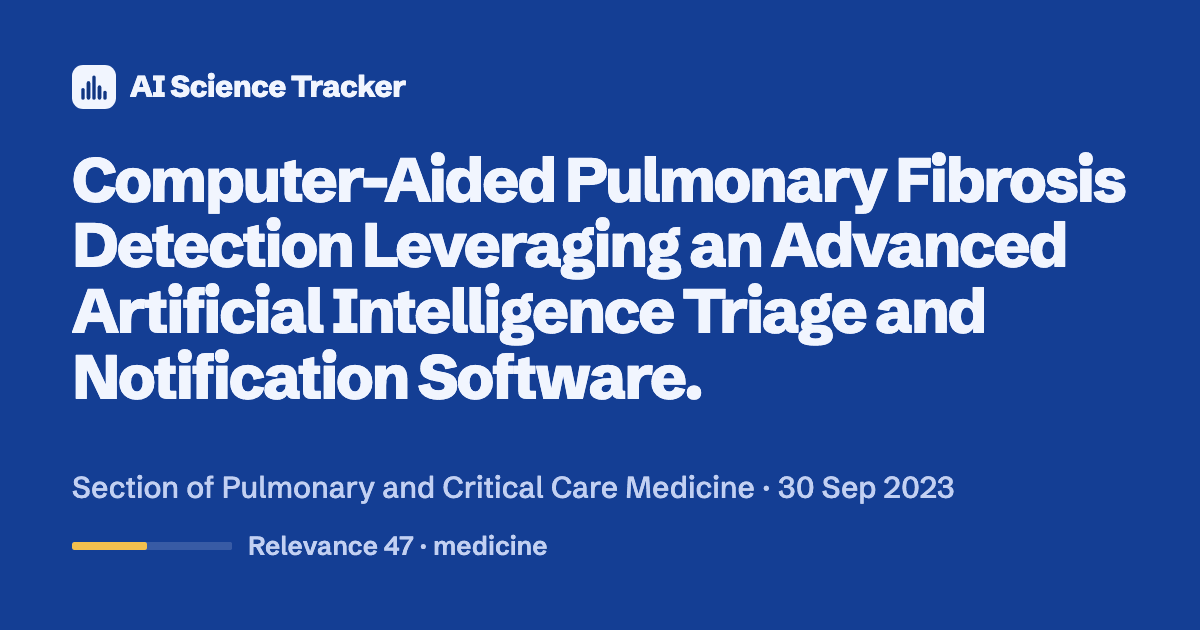 AI Science Tracker
Computer-Aided Pulmonary Fibrosis
Detection Leveraging an Advanced
Artificial Intelligence Triage and
Notification Software.
Section of Pulmonary and Critical Care Medicine · 30 Sep 2023
Relevance 47 · medicine